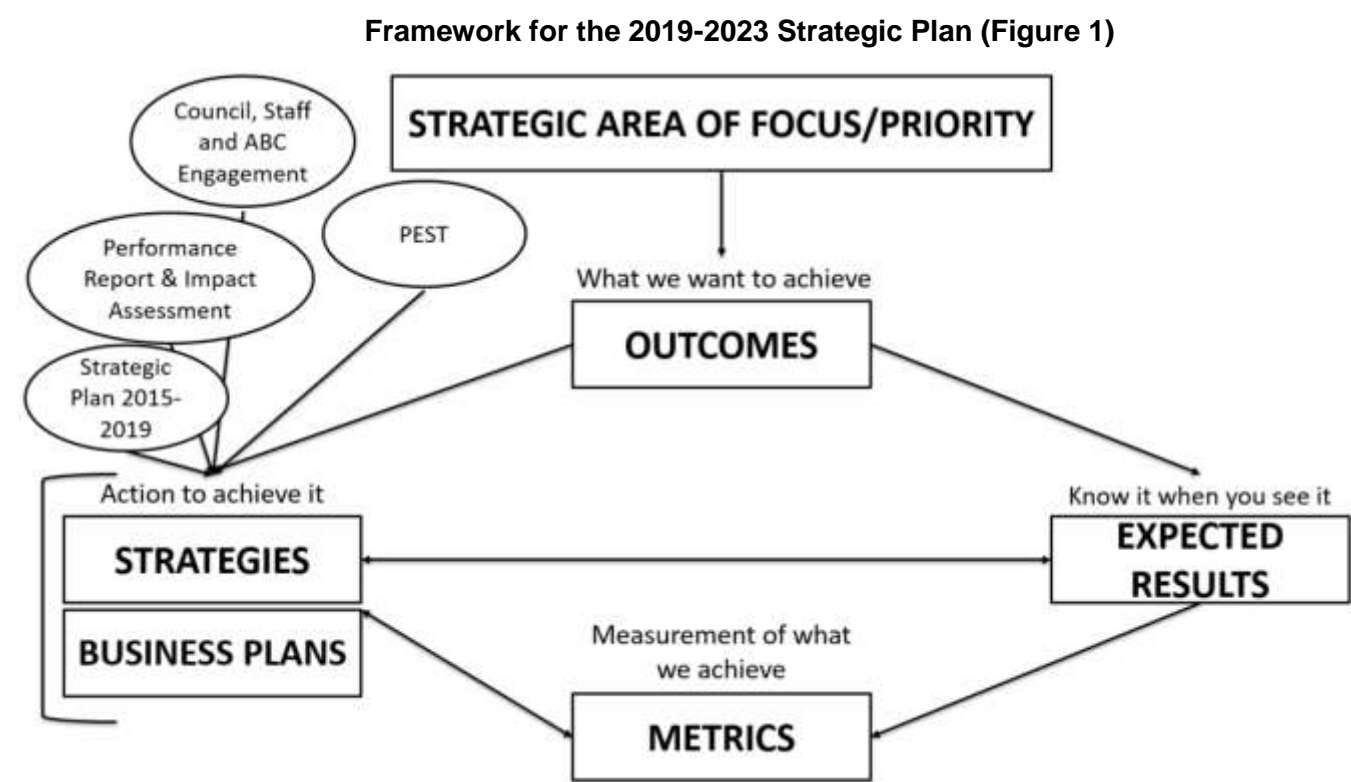 Framework for the 2019-2023 Strategic Plan (Figure 1)
Council, Staff
and ABC
Engagement
STRATEGIC AREA OF FOCUS/PRIORITY
PEST
Performance
Report & Impact
Assessment
What we want to achieve
OUTCOMES
Strategic
Plan 2015-
2019
Action to achieve it
STRATEGIES
BUSINESS PLANS
Know it when you see it
EXPECTED
RESULTS
Measurement of what
we achieve
METRICS